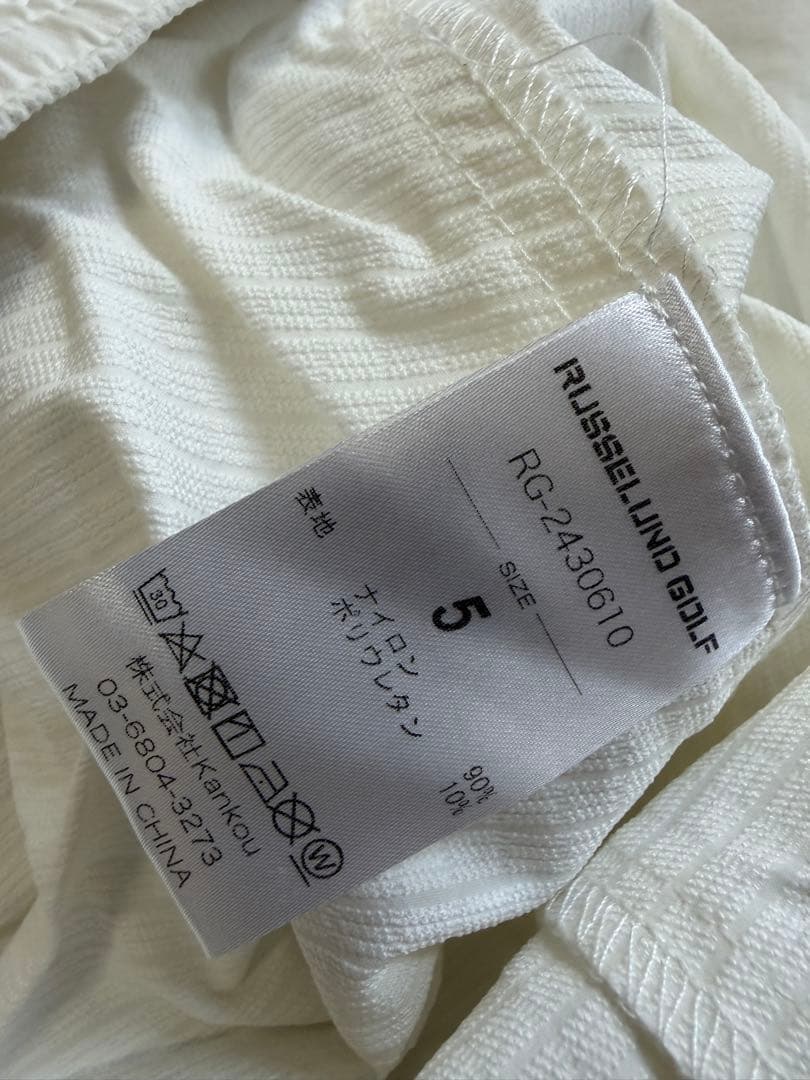 RUSSELUNO GOLF
RG-2430610
SIZE
5
表地
ナイロン 90%
ポリウレタン 10%
30
W
株式会社Kankou
03-6804-3273
MADE IN CHINA